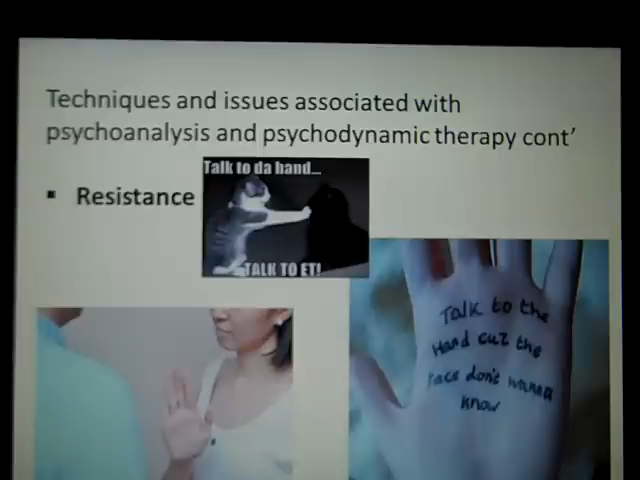 Techniques and issues associated with
psychoanalysis and psychodynamic therapy cont'
▪ Resistance
Talk to da hand...
TALK TO ET!
Talk to the
Hand cuz the
Face don't wanna
know